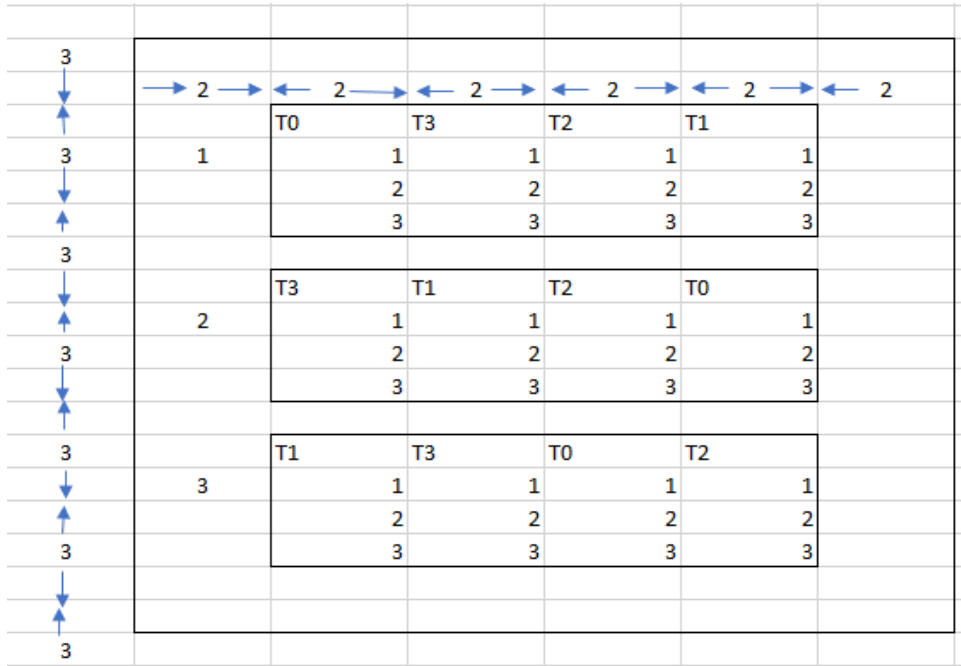 3
2 2 2 2 2 2
T0 T3 T2 T1
3 1 1 1 1 1
2 2 2 2
3 3 3 3
3
T3 T1 T2 T0
2 1 1 1 1
3 2 2 2 2
3 3 3 3
3 T1 T3 T0 T2
3 1 1 1 1
2 2 2 2
3 3 3 3 3
3